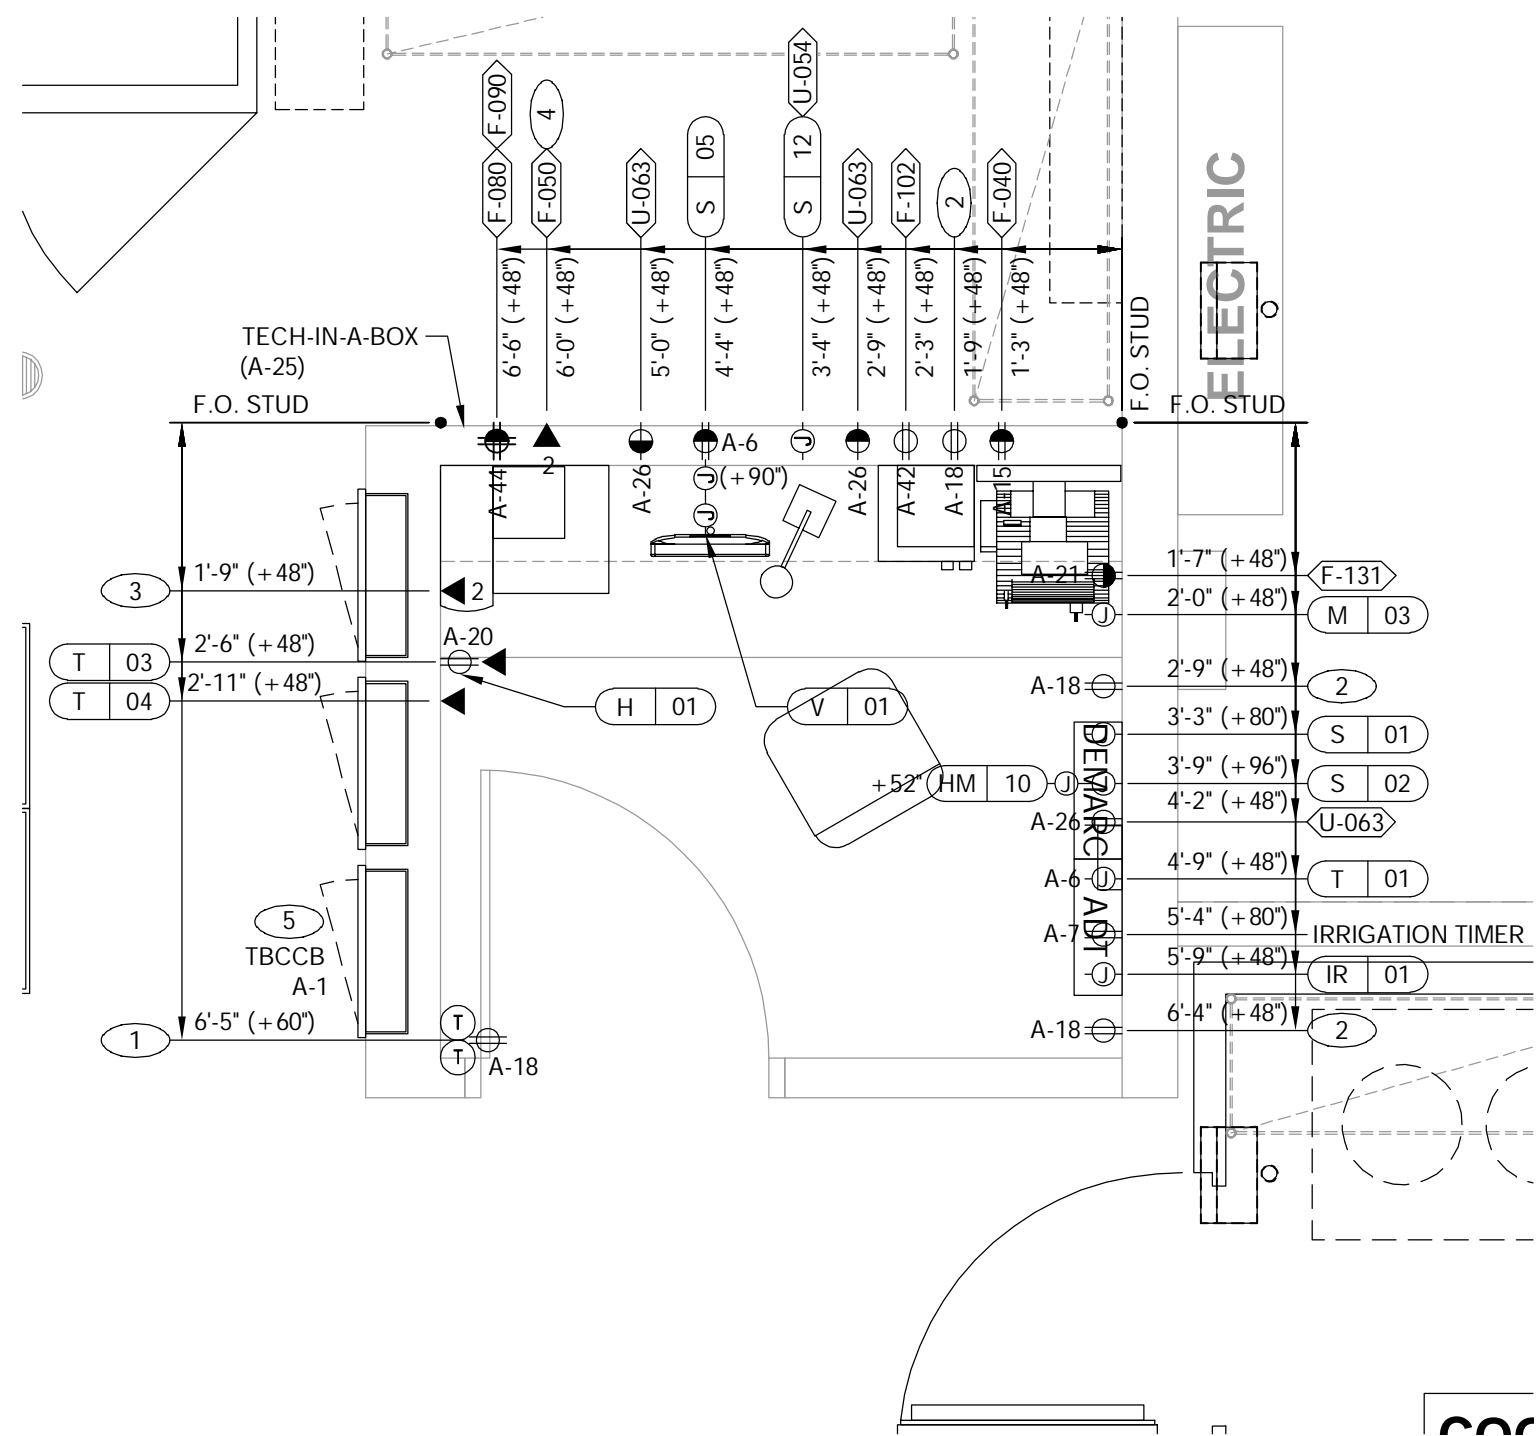 F-090
F-080
4
F-050
U-063
S 05
U-054
S 12
U-063
F-102
2
F-040
6'-6" (+48")
6'-0" (+48")
5'-0" (+48")
4'-4" (+48")
3'-4" (+48")
2'-9" (+48")
2'-3" (+48")
1'-9" (+48")
1'-3" (+48")
F.O. STUD
ELECTRIC
TECH-IN-A-BOX
(A-25)
F.O. STUD
F.O. STUD
A-44
2
A-26
A-6
J
(+90")
J
J
A-26
A-42
A-18
A-15
3
1'-9" (+48")
2
T 03
2'-6" (+48")
A-20
T 04
2'-11" (+48")
H 01
V 01
5
TBCCB
A-1
1
6'-5" (+60")
T
T
A-18
A-21
1'-7" (+48")
F-131
J
2'-0" (+48")
M 03
A-18
2'-9" (+48")
2
J
3'-3" (+80")
S 01
+52"
HM 10
J
J
3'-9" (+96")
S 02
A-26
4'-2" (+48")
U-063
DEMARC
A-6
J
4'-9" (+48")
T 01
ADT
A-7
5'-4" (+80")
IRRIGATION TIMER
J
5'-9" (+48")
IR 01
A-18
6'-4" (+48")
2